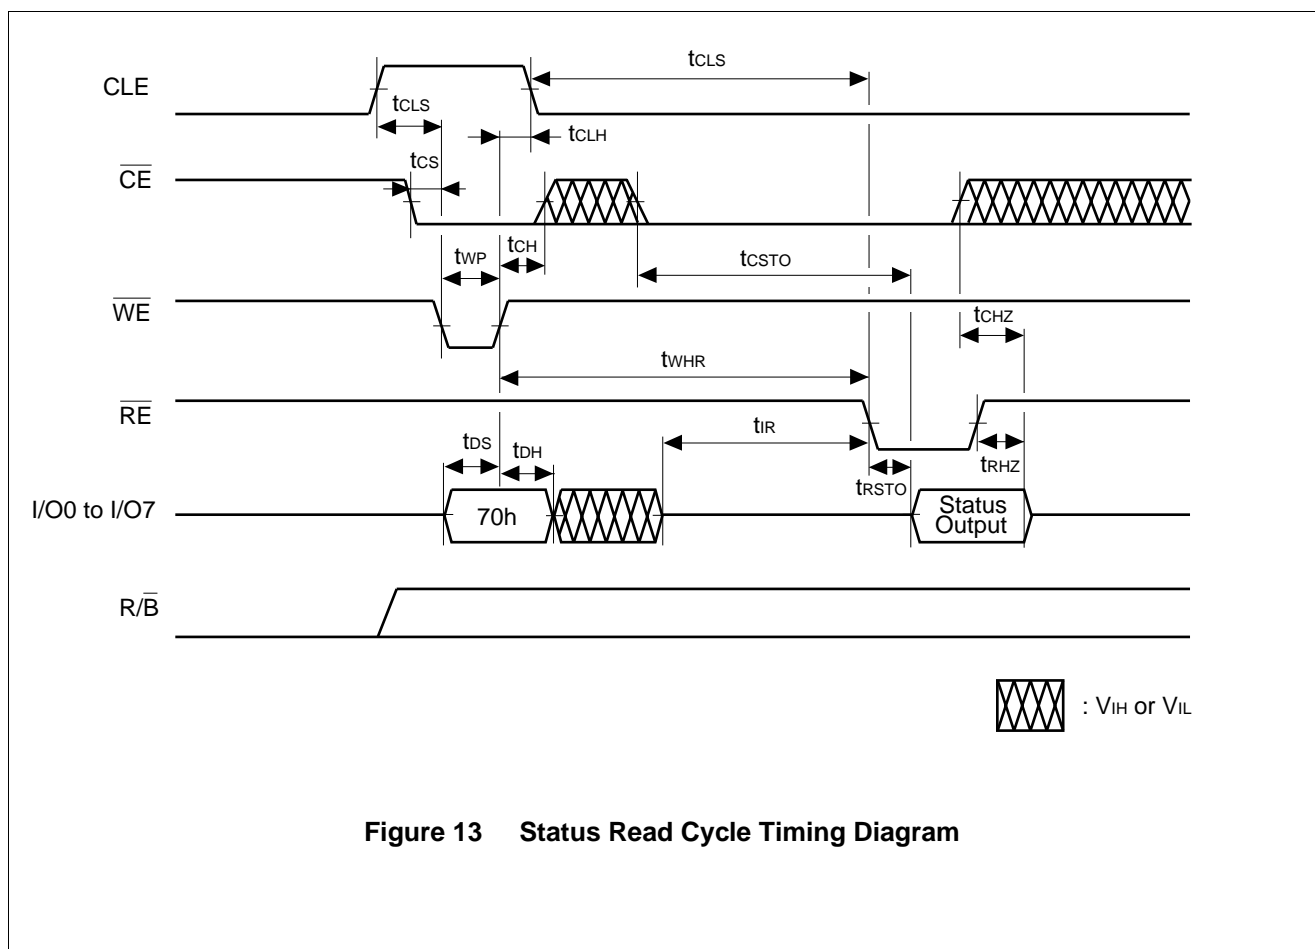 tCLS
CLE
tCLS
tCLH
tCS
CE
tCH
tWP
tCSTO
WE
tCHZ
tWHR
RE
tIR
tDS
tDH
tRHZ
tRSTO
I/O0 to I/O7
70h
Status
Output
R/B
: VIH or VIL
Figure 13 Status Read Cycle Timing Diagram